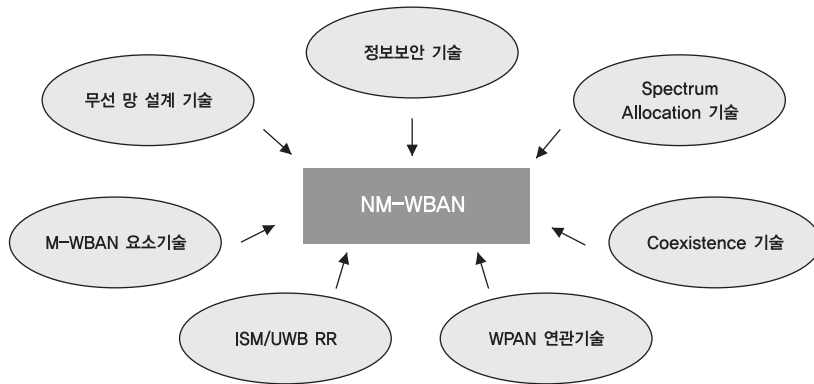 정보보안 기술
무선 망 설계 기술
Spectrum
Allocation 기술
NM-WBAN
M-WBAN 요소기술
Coexistence 기술
ISM/UWB RR
WPAN 연관기술